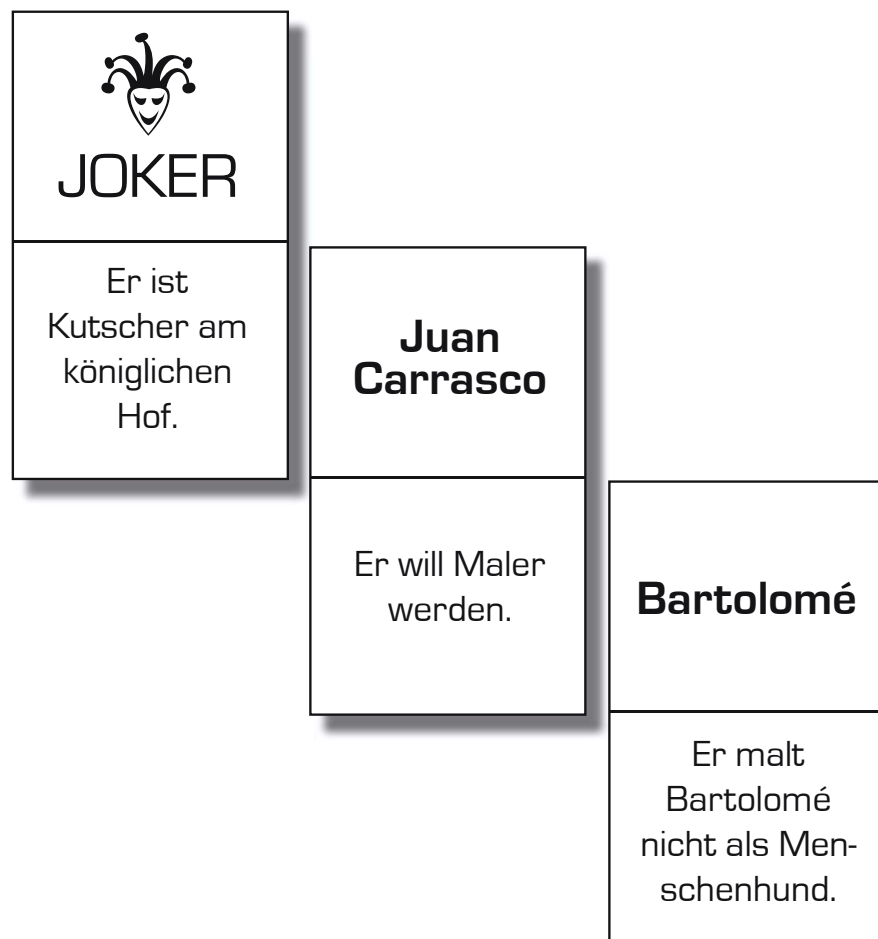 JOKER
Er ist
Kutscher am
königlichen
Hof.
Juan
Carrasco
Er will Maler
werden.
Bartolomé
Er malt
Bartolomé
nicht als Men-
schenhund.